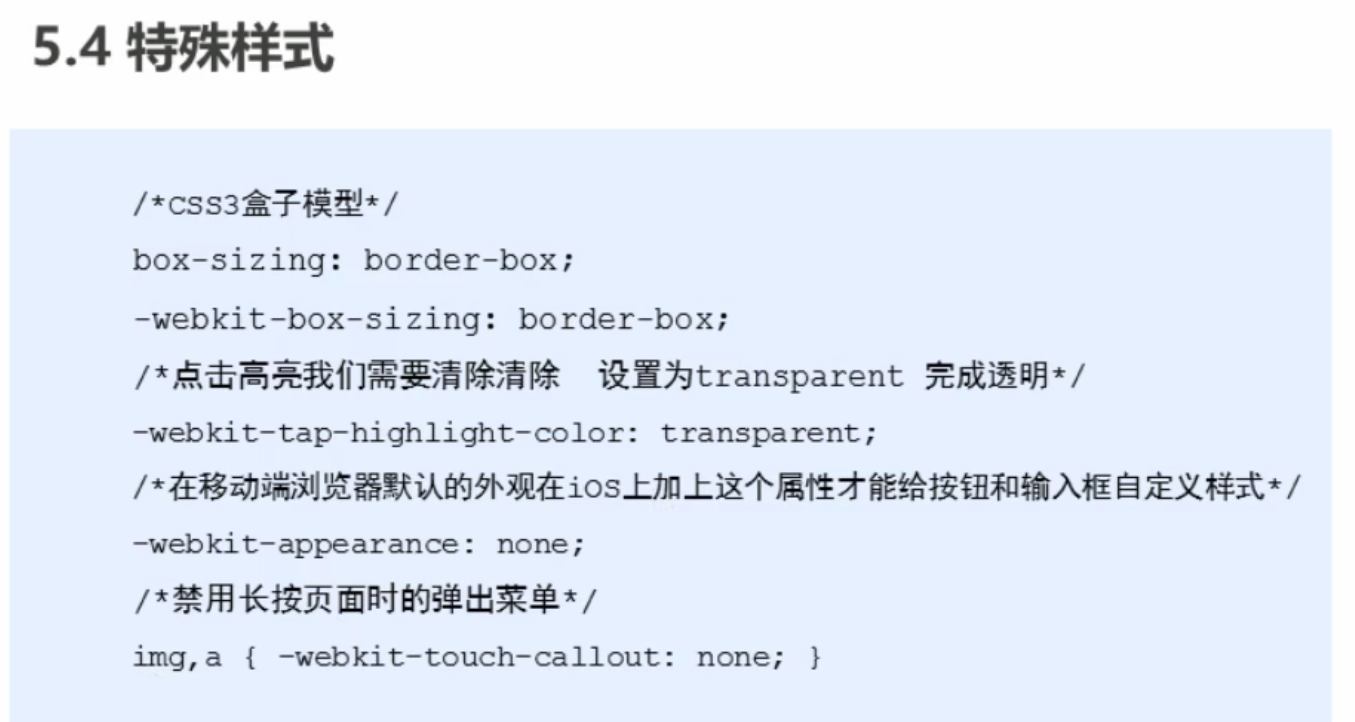 5.4 特殊样式
/*CSS3盒子模型*/
box-sizing: border-box;
-webkit-box-sizing: border-box;
/*点击高亮我们需要清除清除  设置为transparent 完成透明*/
-webkit-tap-highlight-color: transparent;
/*在移动端浏览器默认的外观在iOS上加上这个属性才能给按钮和输入框自定义样式*/
-webkit-appearance: none;
/*禁用长按页面时的弹出菜单*/
img,a { -webkit-touch-callout: none; }